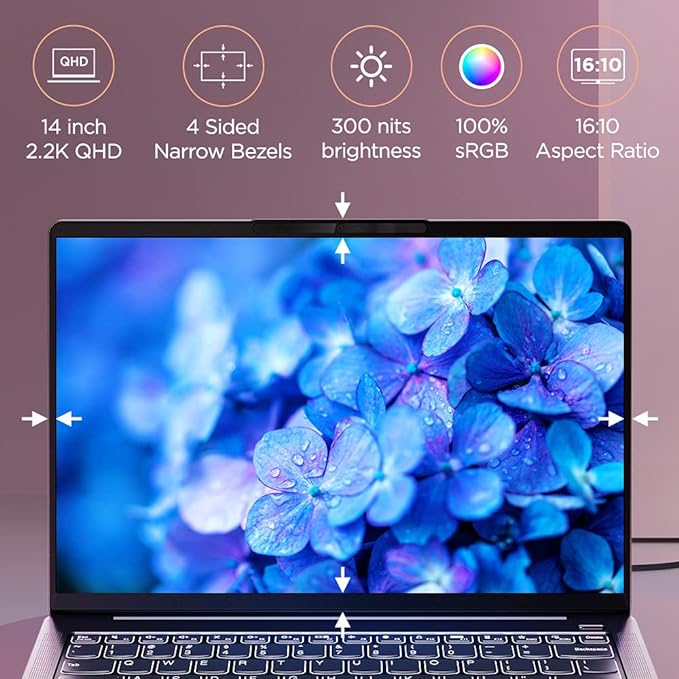 QHD
16:10
14 inch
2.2K QHD
4 Sided
Narrow Bezels
300 nits
brightness
100%
sRGB
16:10
Aspect Ratio
Backspace
Tab Q W E R T Y U I O P